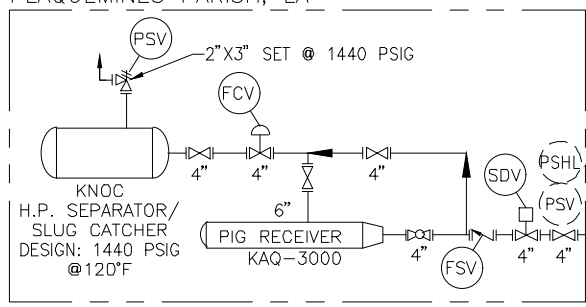 PLAQUEMINES PARISH, LA
PSV
2"X3" SET @ 1440 PSIG
FCV
PSHL
SDV
PSV
4"
4"
4"
KNOC
H.P. SEPARATOR/
SLUG CATCHER
DESIGN: 1440 PSIG
@120°F
6"
PIG RECEIVER
KAQ-3000
4"
FSV
4"
4"